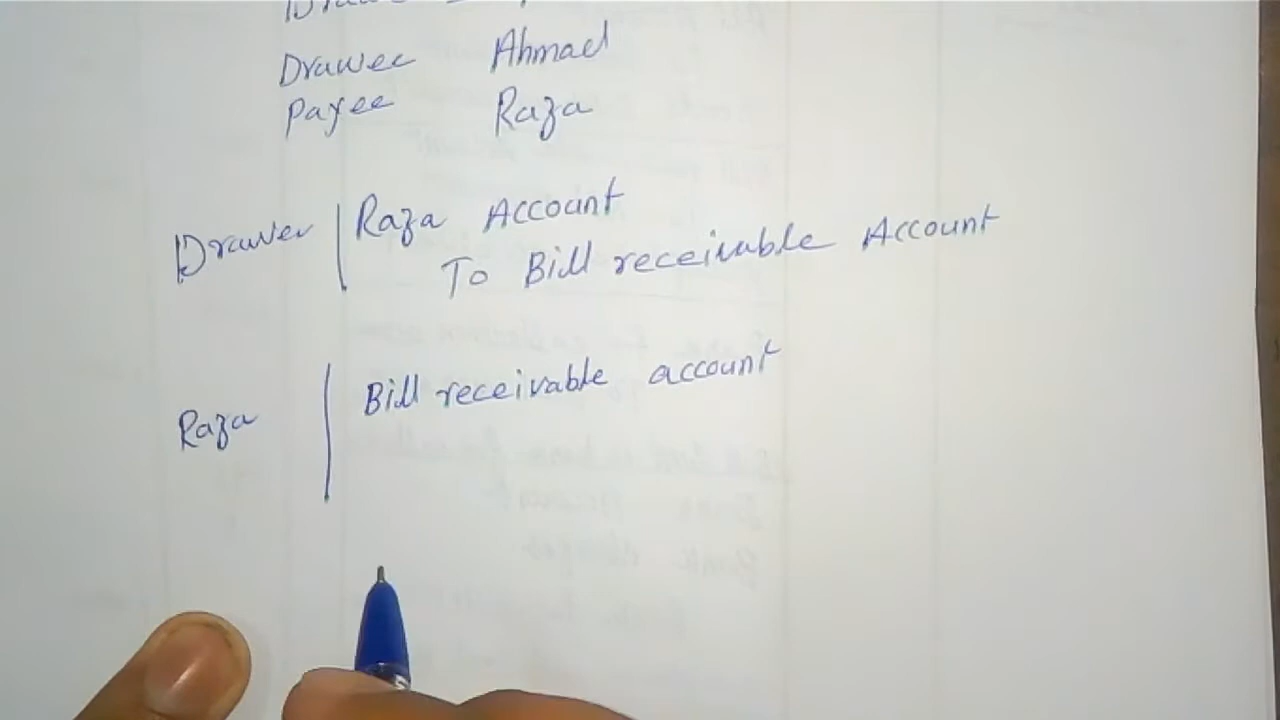 Drawee Ahmad
Payee Raza
Drawer Raza Account
To Bill receivable Account
Raza Bill receivable account